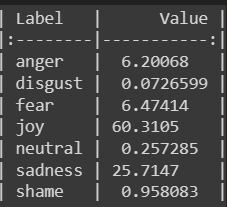 | Label    |      Value |
|:---------|-----------:|
| anger    |  6.20068   |
| disgust  |  0.0726599 |
| fear     |  6.47414   |
| joy      | 60.3105    |
| neutral  |  0.257285  |
| sadness  | 25.7147    |
| shame    |  0.958083  |